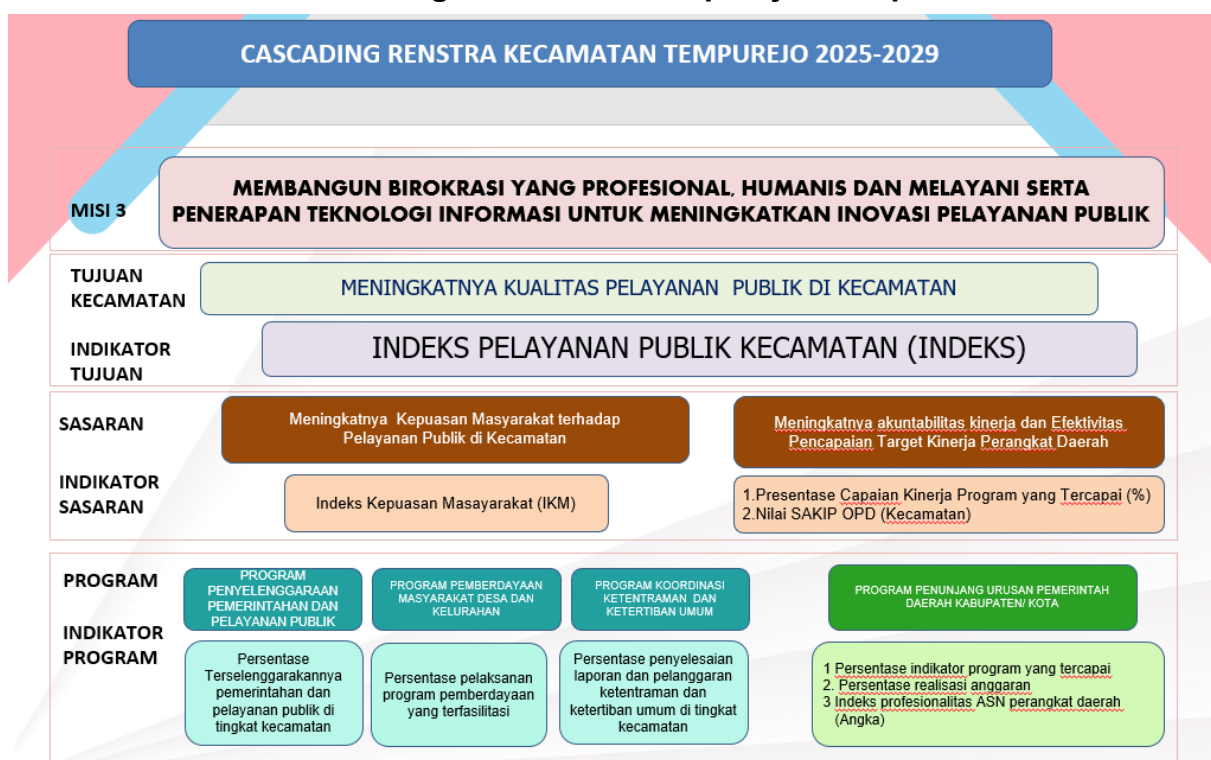 CASCADING RENSTRA KECAMATAN TEMPUREJO 2025-2029
MISI 3
MEMBANGUN BIROKRASI YANG PROFESIONAL, HUMANIS DAN MELAYANI SERTA
PENERAPAN TEKNOLOGI INFORMASI UNTUK MENINGKATKAN INOVASI PELAYANAN PUBLIK
TUJUAN
KECAMATAN
MENINGKATNYA KUALITAS PELAYANAN PUBLIK DI KECAMATAN
INDIKATOR
TUJUAN
INDEKS PELAYANAN PUBLIK KECAMATAN (INDEKS)
SASARAN
Meningkatnya Kepuasan Masyarakat terhadap
Pelayanan Publik di Kecamatan
Meningkatnya akuntabilitas kinerja dan Efektivitas
Pencapaian Target Kinerja Perangkat Daerah
INDIKATOR
SASARAN
Indeks Kepuasan Masayarakat (IKM)
1.Presentase Capaian Kinerja Program yang Tercapai (%)
2.Nilai SAKIP OPD (Kecamatan)
PROGRAM
PROGRAM
PENYELENGGARAAN
PEMERINTAHAN DAN
PELAYANAN PUBLIK
PROGRAM PEMBERDAYAAN
MASYARAKAT DESA DAN
KELURAHAN
PROGRAM KOORDINASI
KETENTRAMAN DAN
KETERTIBAN UMUM
PROGRAM PENUNJANG URUSAN PEMERINTAH
DAERAH KABUPATEN/ KOTA
INDIKATOR
PROGRAM
Persentase
Terselenggarakannya
pemerintahan dan
pelayanan publik di
tingkat kecamatan
Persentase pelaksanan
program pemberdayaan
yang terfasilitasi
Persentase penyelesaian
laporan dan pelanggaran
ketentraman dan
ketertiban umum di tingkat
kecamatan
1 Persentase indikator program yang tercapai
2. Persentase realisasi anggaran
3 Indeks profesionalitas ASN perangkat daerah
(Angka)